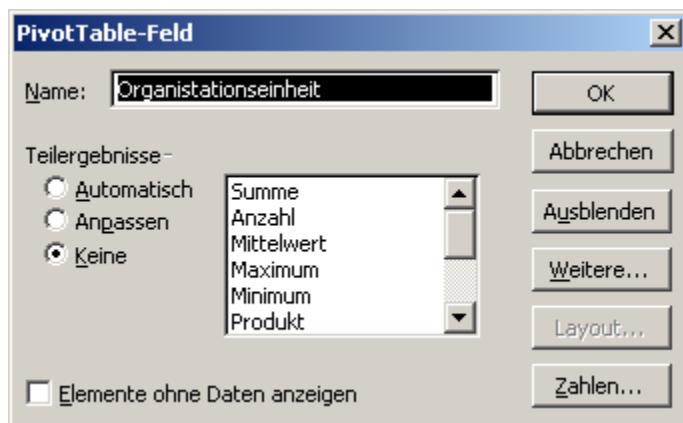 PivotTable-Feld
Name: Organistationseinheit
OK
Teilergebnisse
Abbrechen
Automatisch
Anpassen
Keine
Summe
Anzahl
Mittelwert
Maximum
Minimum
Produkt
Ausblenden
Weitere...
Layout...
Elemente ohne Daten anzeigen
Zahlen...